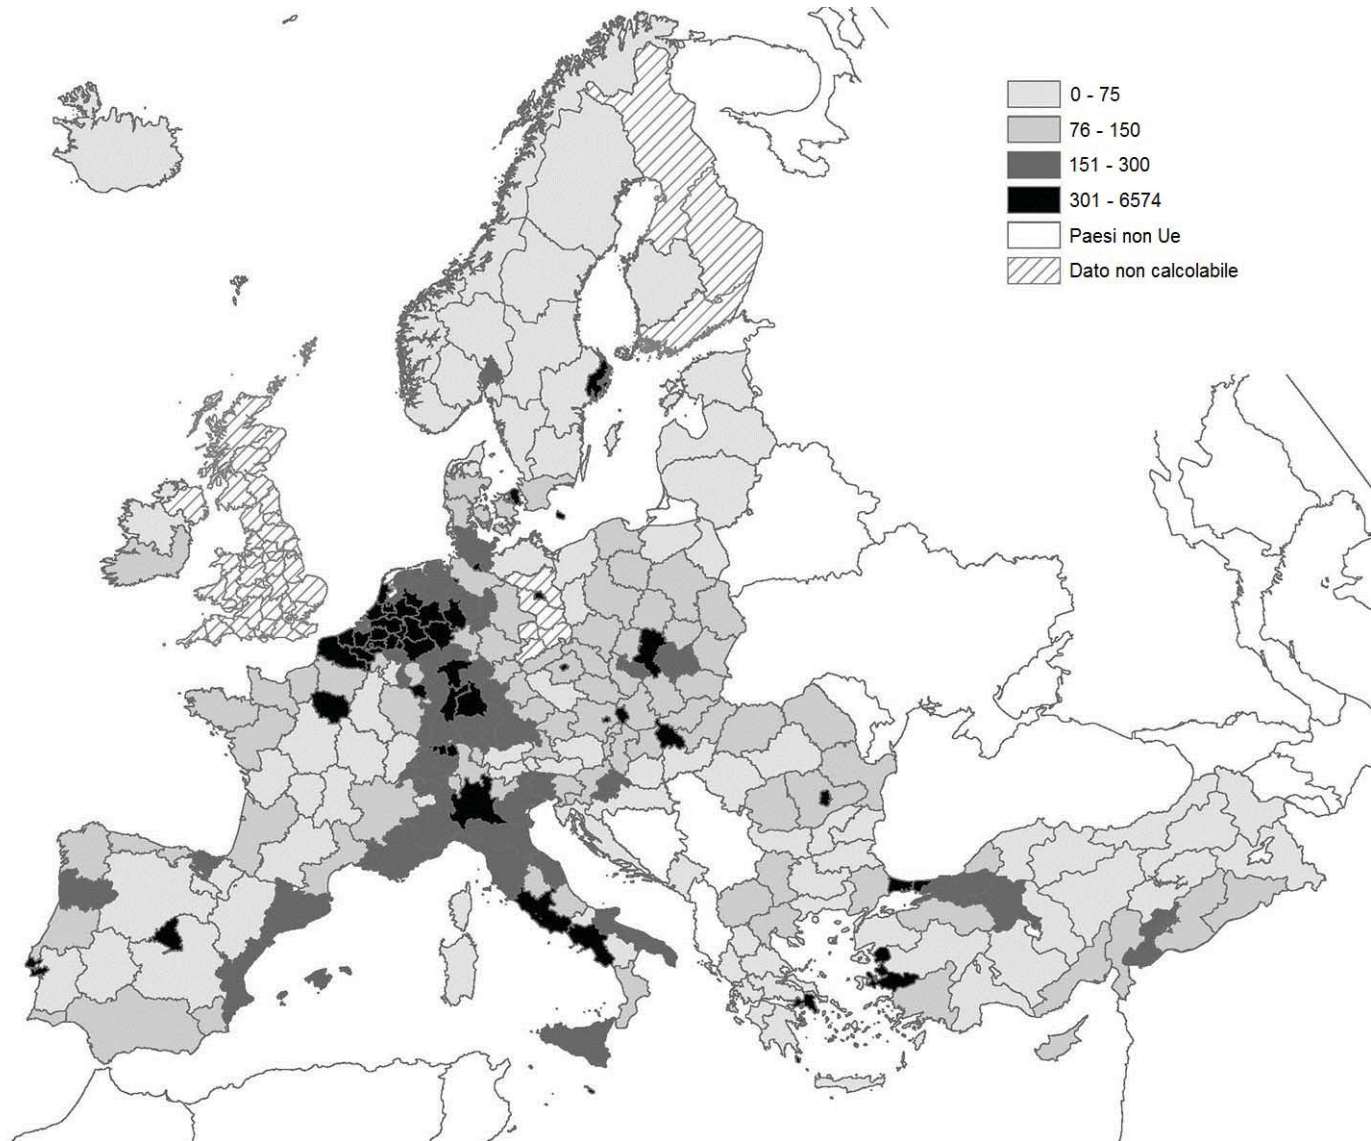 0 - 75
76 - 150
151 - 300
301 - 6574
Paesi non Ue
Dato non calcolabile